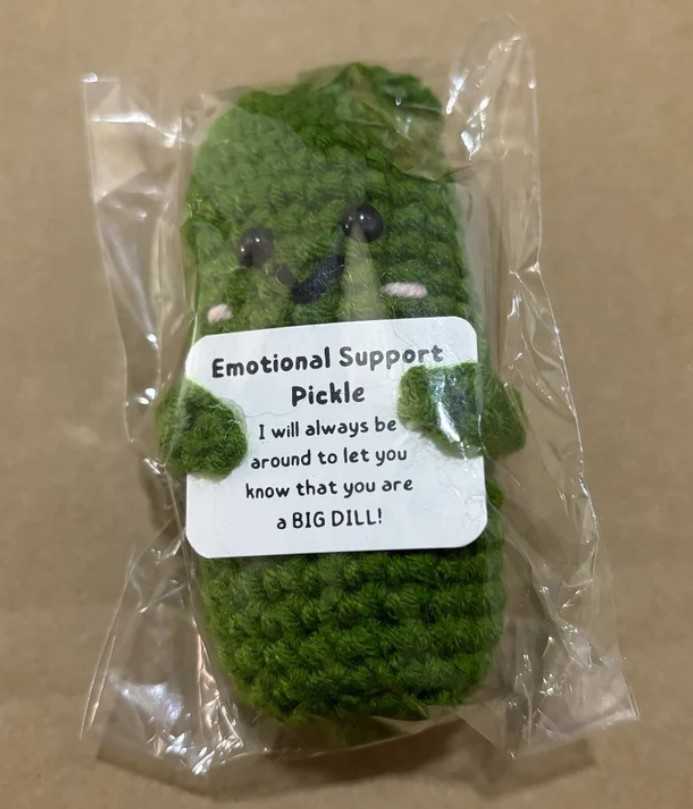 Emotional Support
Pickle
I will always be
around to let you
know that you are
a BIG DILL!